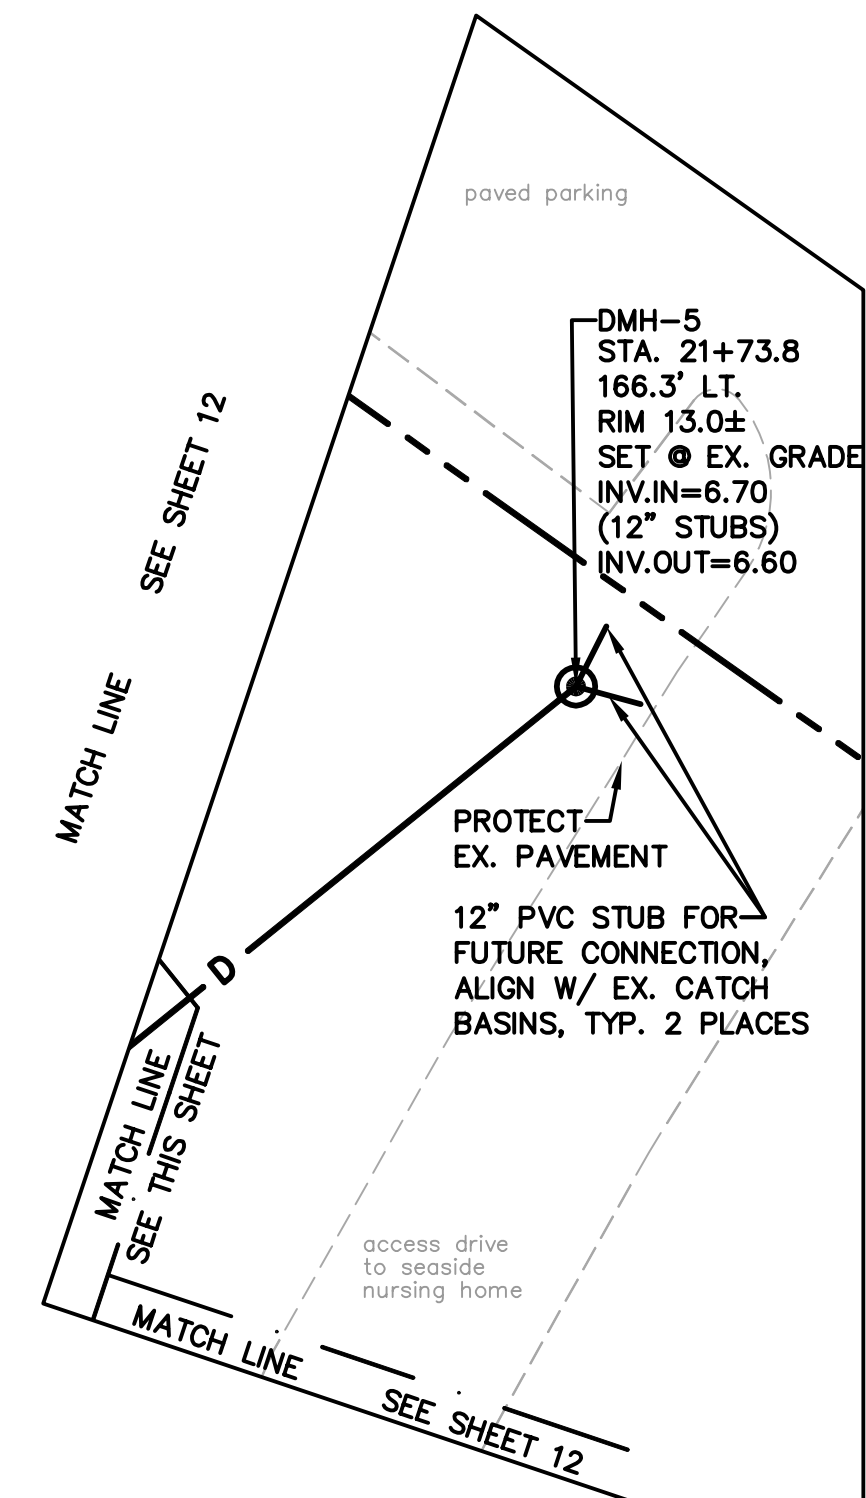 paved parking
DMH-5
STA. 21+73.8
166.3' LT.
RIM 13.0±
SET @ EX. GRADE
INV.IN=6.70
(12" STUBS)
INV.OUT=6.60
MATCH LINE SEE SHEET 12
PROTECT
EX. PAVEMENT
12" PVC STUB FOR
FUTURE CONNECTION,
ALIGN W/ EX. CATCH
BASINS, TYP. 2 PLACES
D
MATCH LINE
SEE THIS SHEET
access drive
to seaside
nursing home
MATCH LINE SEE SHEET 12